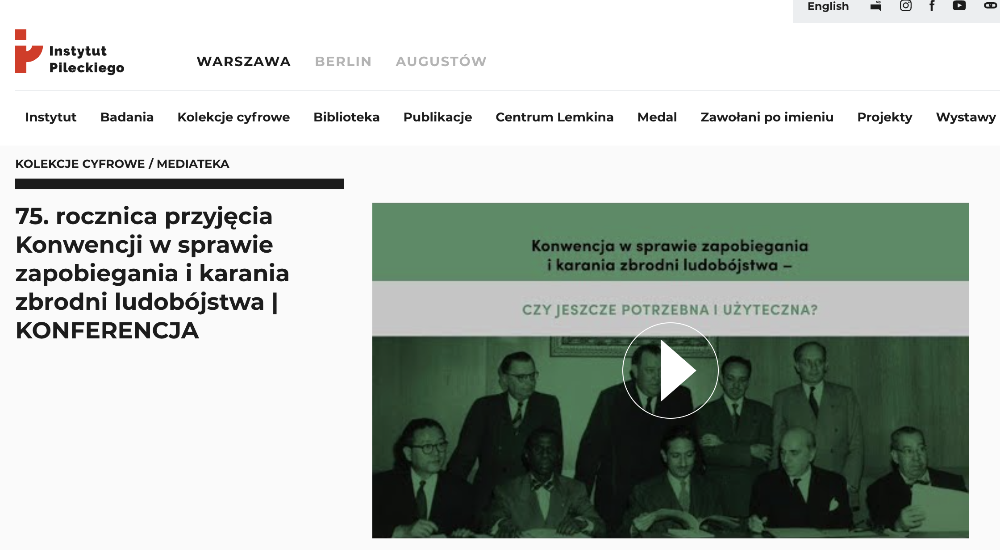 English
bip
Instytut
Pileckiego
WARSZAWA BERLIN AUGUSTÓW
Instytut Badania Kolekcje cyfrowe Biblioteka Publikacje Centrum Lemkina Medal Zawołani po imieniu Projekty Wystawy
KOLEKCJE CYFROWE / MEDIATEKA
75. rocznica przyjęcia
Konwencji w sprawie
zapobiegania i karania
zbrodni ludobójstwa |
KONFERENCJA
Konwencja w sprawie zapobiegania
i karania zbrodni ludobójstwa –
CZY JESZCZE POTRZEBNA I UŻYTECZNA?